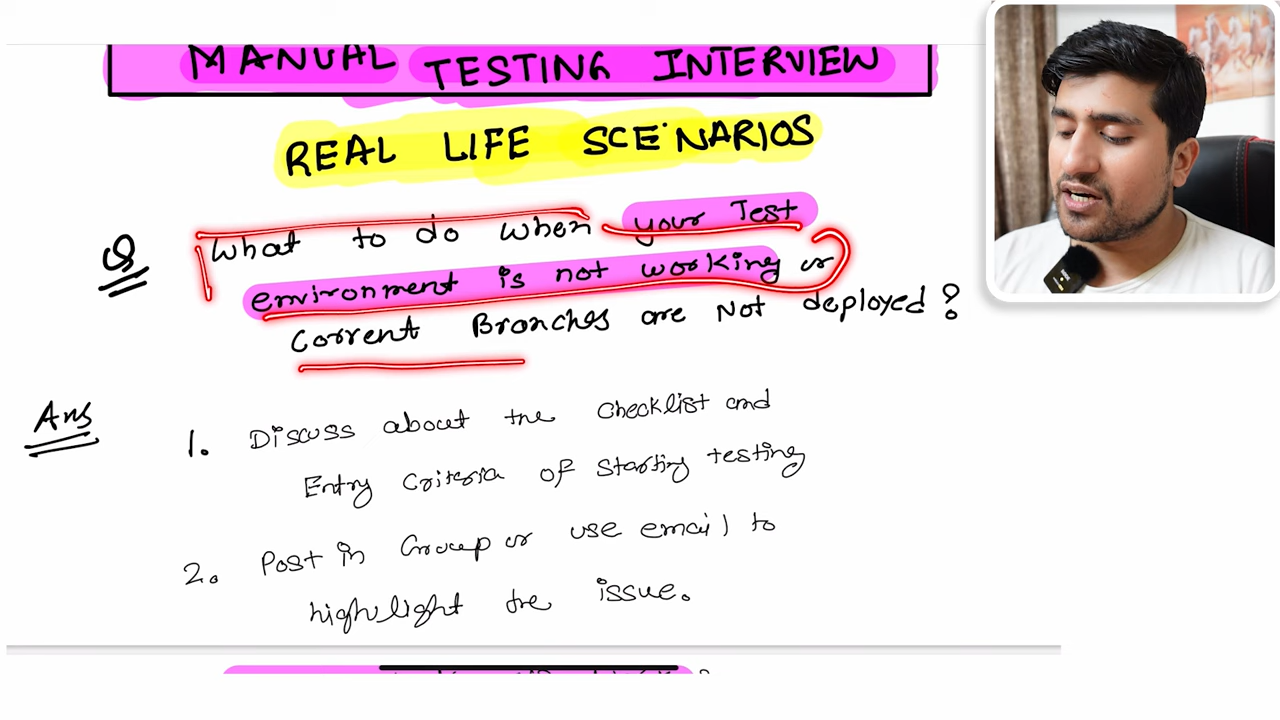 MANUAL TESTING INTERVIEW
REAL LIFE SCENARIOS
Q What to do when your Test
environment is not working or
Corrent Branches are Not deployed?
Ans
1. Discuss about the checklist and
Entry Criteria of starting testing
2. Post in Group or use email to
highlight the issue.